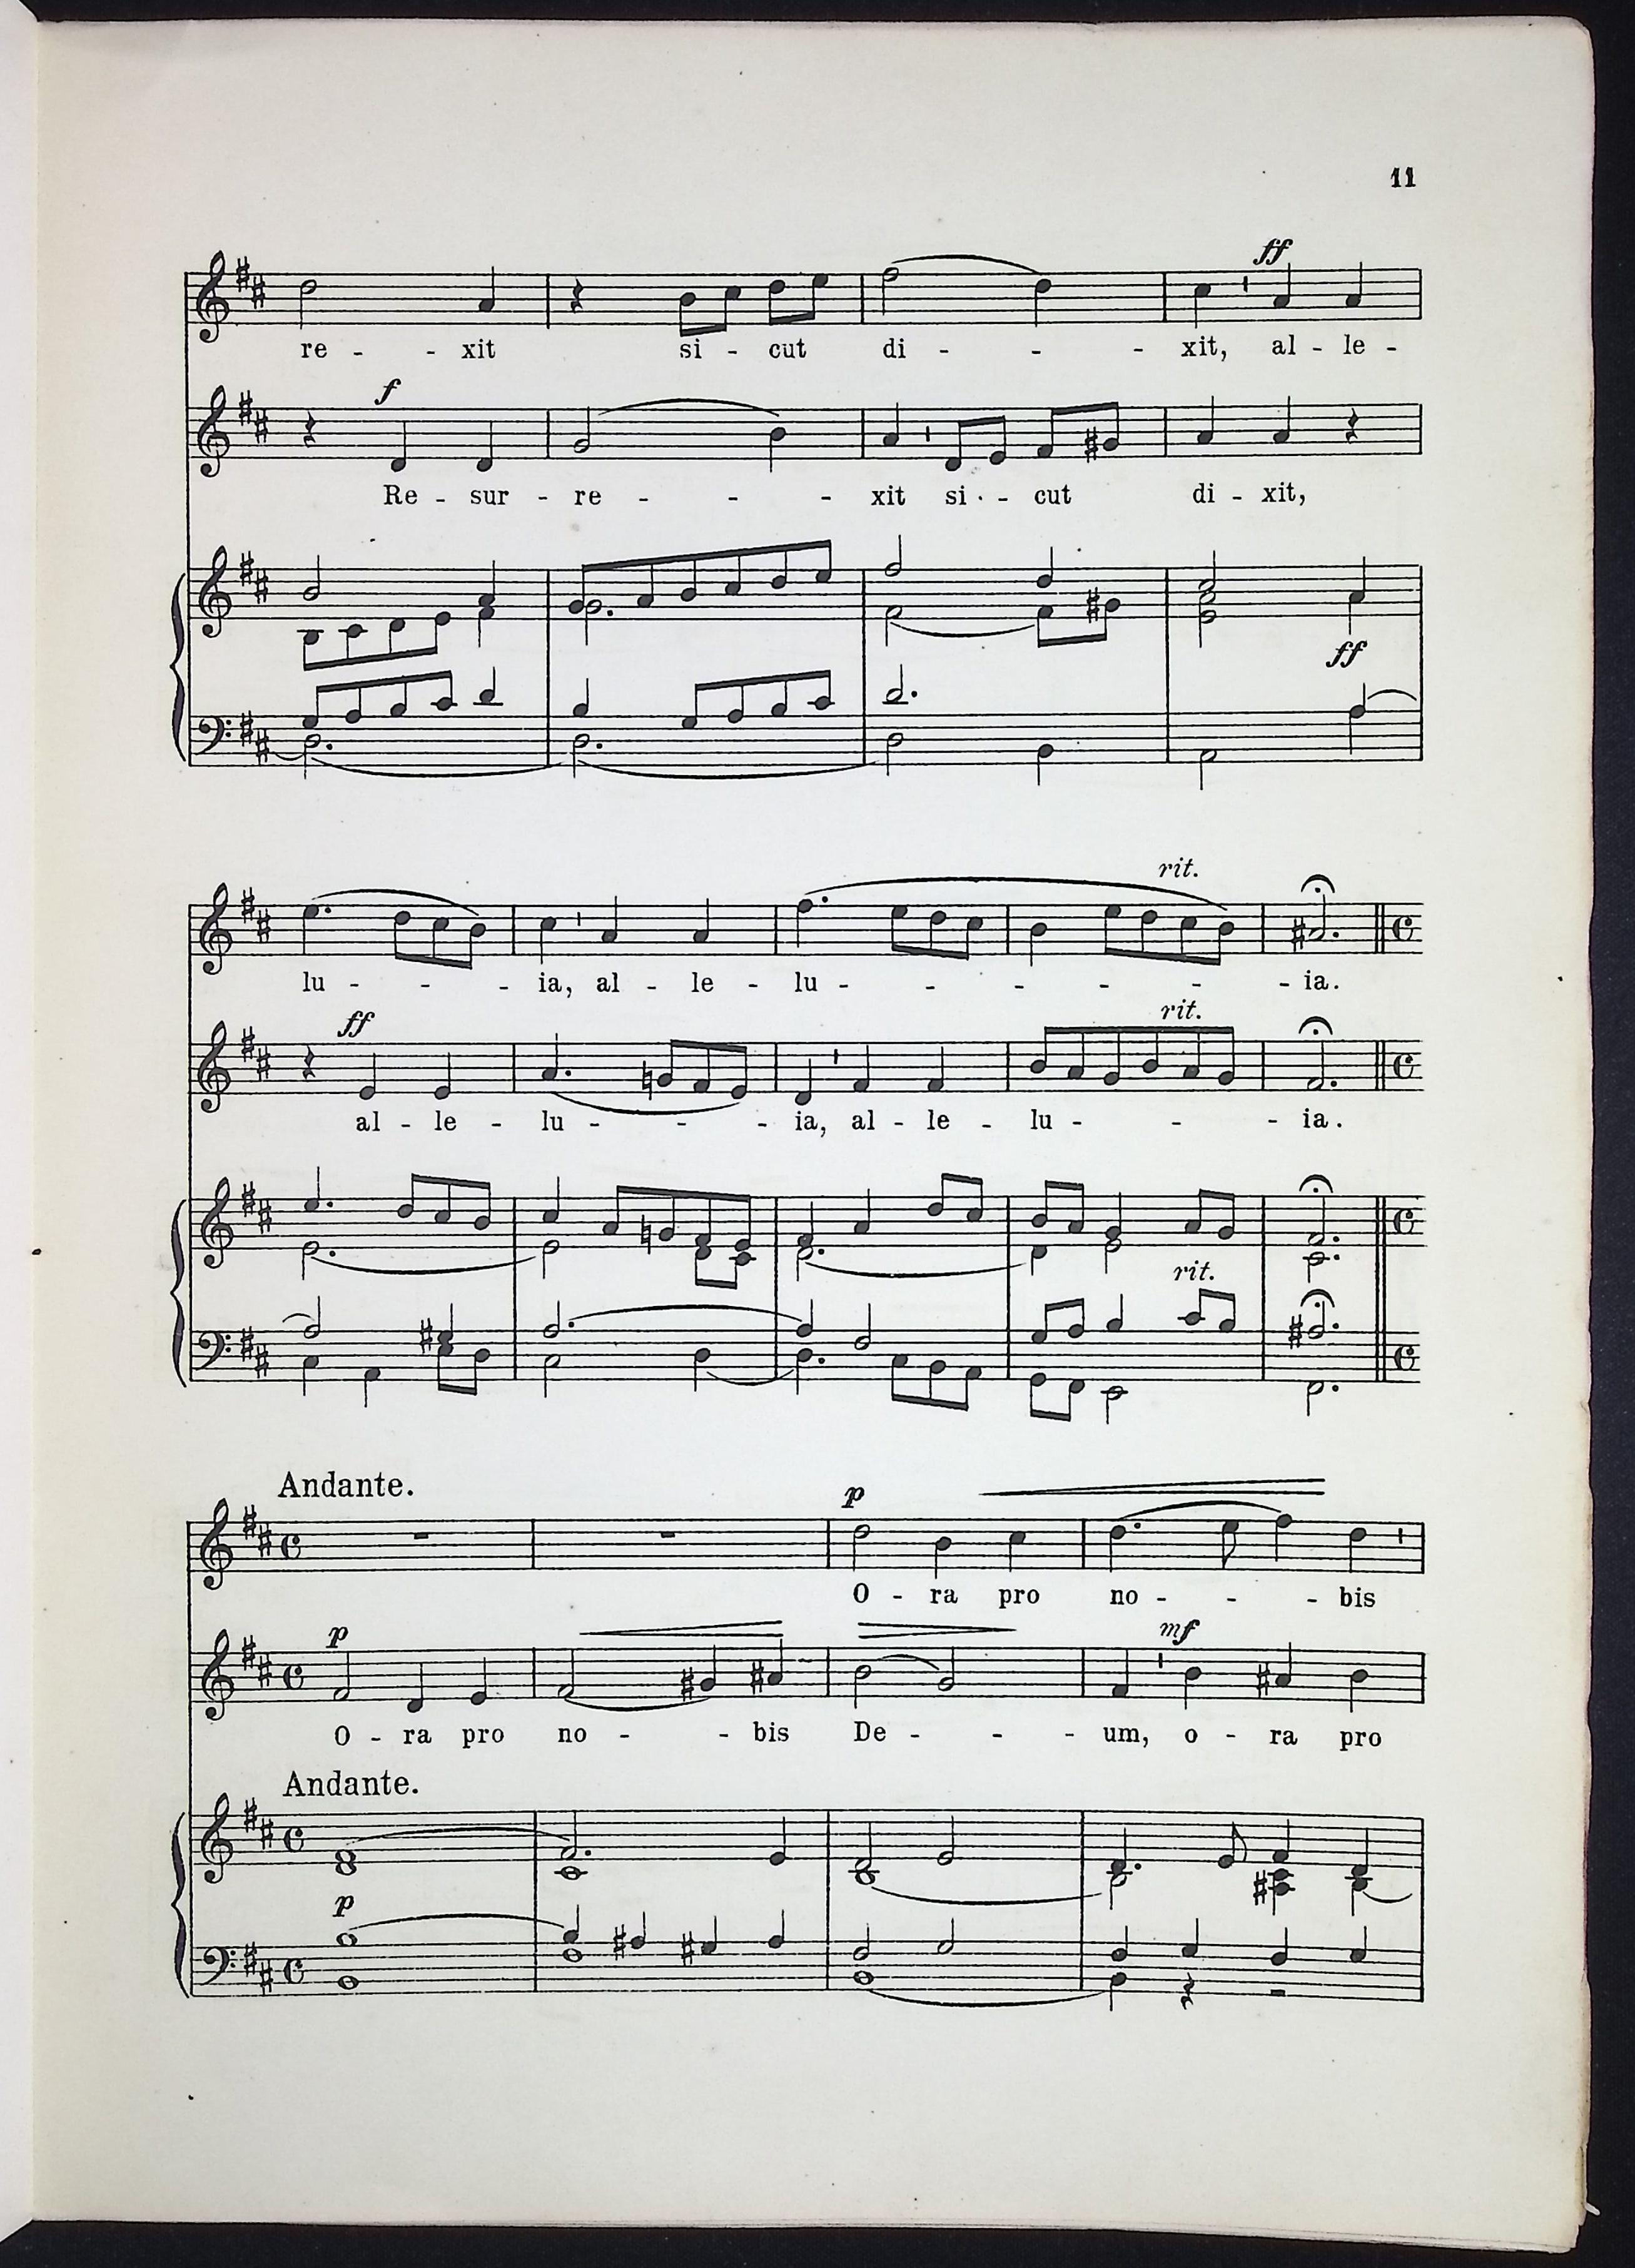 11
ff
re - - xit si - cut di - - - xit, al - le -
f
Re - sur - re - - - xit si - cut di - xit,
ff
rit.
lu - - - ia, al - le - lu - - - - - - ia.
ff rit.
al - le - lu - - - ia, al - le - lu - - - ia.
rit.
Andante.
p
O - ra pro no - - - bis
p mf
O - ra pro no - - bis De - - - um, o - ra pro
Andante.
p